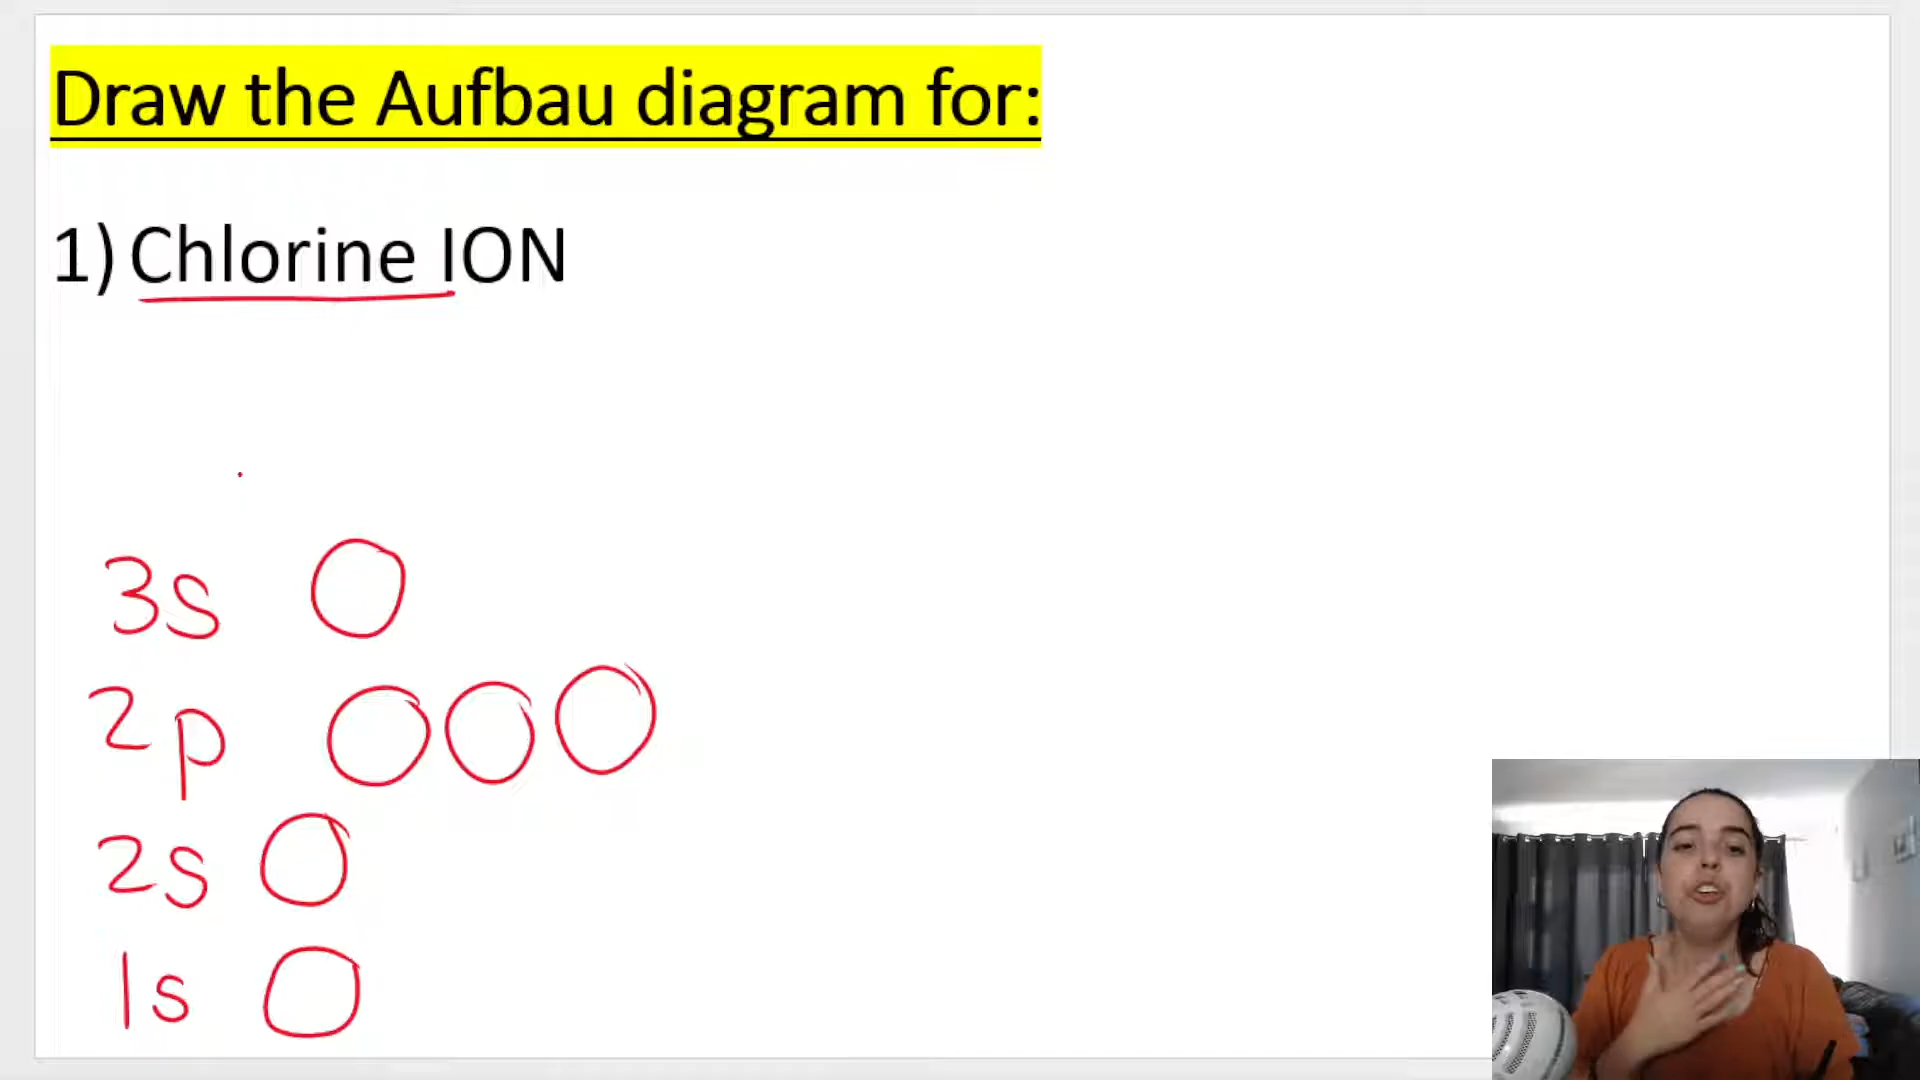 Draw the Aufbau diagram for:
1) Chlorine ION
3s
2p
2s
1s